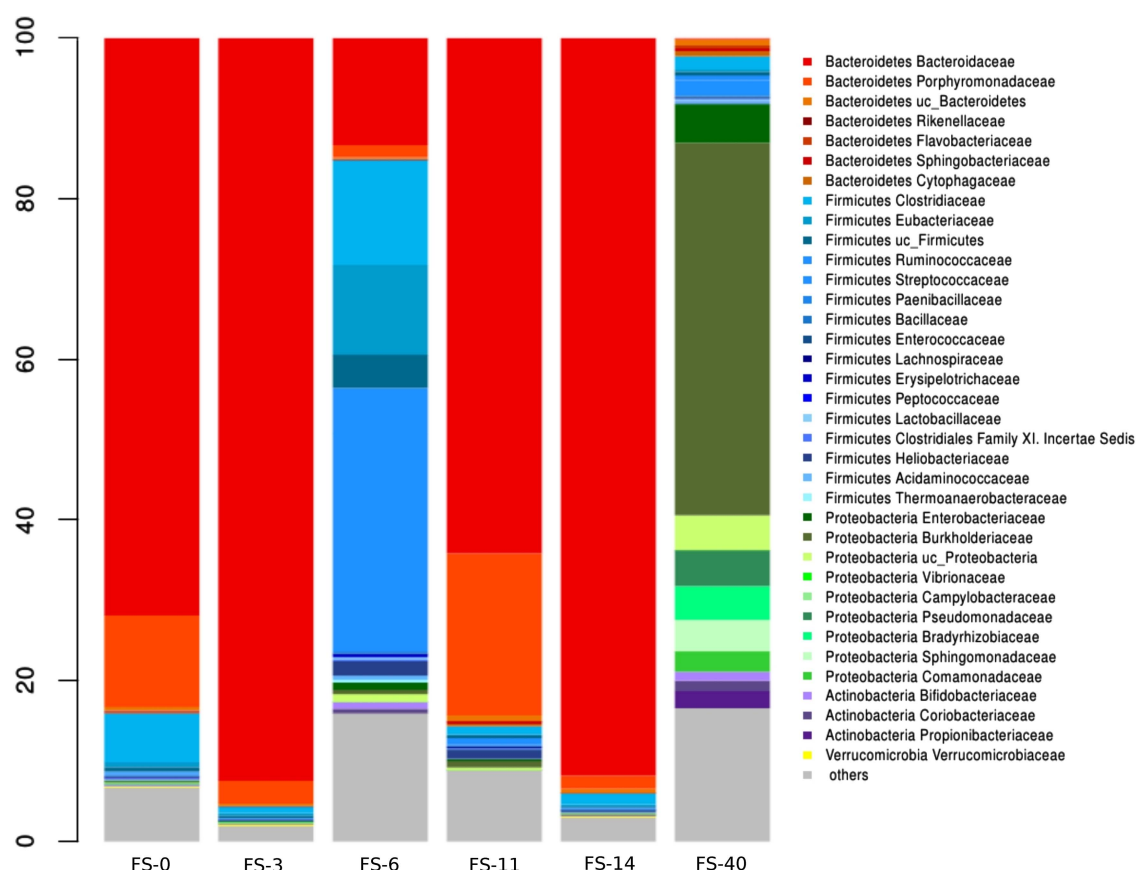 100
80
60
40
20
0
FS-0 FS-3 FS-6 FS-11 FS-14 FS-40
Bacteroidetes Bacteroidaceae
Bacteroidetes Porphyromonadaceae
Bacteroidetes uc_Bacteroidetes
Bacteroidetes Rikenellaceae
Bacteroidetes Flavobacteriaceae
Bacteroidetes Sphingobacteriaceae
Bacteroidetes Cytophagaceae
Firmicutes Clostridiaceae
Firmicutes Eubacteriaceae
Firmicutes uc_Firmicutes
Firmicutes Ruminococcaceae
Firmicutes Streptococcaceae
Firmicutes Paenibacillaceae
Firmicutes Bacillaceae
Firmicutes Enterococcaceae
Firmicutes Lachnospiraceae
Firmicutes Erysipelotrichaceae
Firmicutes Peptococcaceae
Firmicutes Lactobacillaceae
Firmicutes Clostridiales Family XI. Incertae Sedis
Firmicutes Heliobacteriaceae
Firmicutes Acidaminococcaceae
Firmicutes Thermoanaerobacteraceae
Proteobacteria Enterobacteriaceae
Proteobacteria Burkholderiaceae
Proteobacteria uc_Proteobacteria
Proteobacteria Vibrionaceae
Proteobacteria Campylobacteraceae
Proteobacteria Pseudomonadaceae
Proteobacteria Bradyrhizobiaceae
Proteobacteria Sphingomonadaceae
Proteobacteria Comamonadaceae
Actinobacteria Bifidobacteriaceae
Actinobacteria Coriobacteriaceae
Actinobacteria Propionibacteriaceae
Verrucomicrobia Verrucomicrobiaceae
others